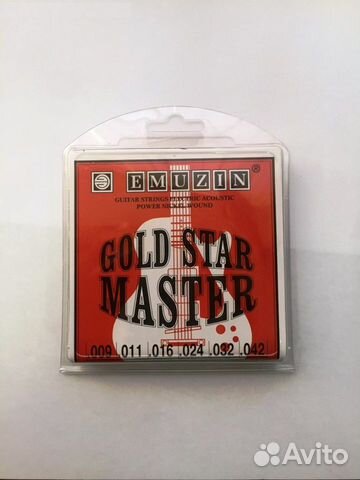 EMUZIN®
GUITAR STRINGS ELECTRIC ACOUSTIC
POWER NICKEL WOUND
GOLD STAR
MASTER
.009 .011 .016 .024 .032 .042
Avito